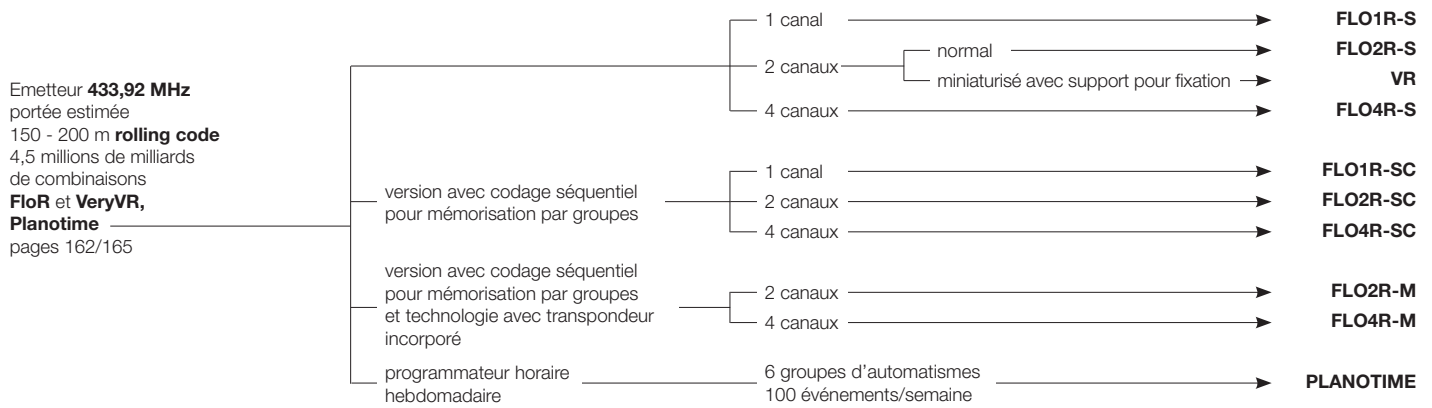 Emetteur 433,92 MHz
portée estimée
150 - 200 m rolling code
4,5 millions de milliards
de combinaisons
FloR et VeryVR,
Planotime
pages 162/165
1 canal
FLO1R-S
2 canaux
normal
FLO2R-S
miniaturisé avec support pour fixation
VR
4 canaux
FLO4R-S
version avec codage séquentiel
pour mémorisation par groupes
1 canal
FLO1R-SC
2 canaux
FLO2R-SC
4 canaux
FLO4R-SC
version avec codage séquentiel
pour mémorisation par groupes
et technologie avec transpondeur
incorporé
2 canaux
FLO2R-M
4 canaux
FLO4R-M
programmateur horaire
hebdomadaire
6 groupes d'automatismes
100 événements/semaine
PLANOTIME